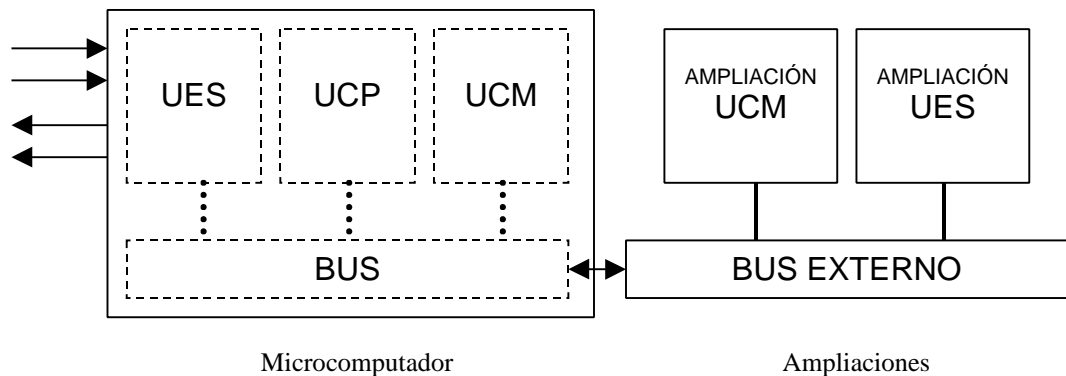 UES
UCP
UCM
BUS
AMPLIACIÓN
UCM
AMPLIACIÓN
UES
BUS EXTERNO
Microcomputador
Ampliaciones